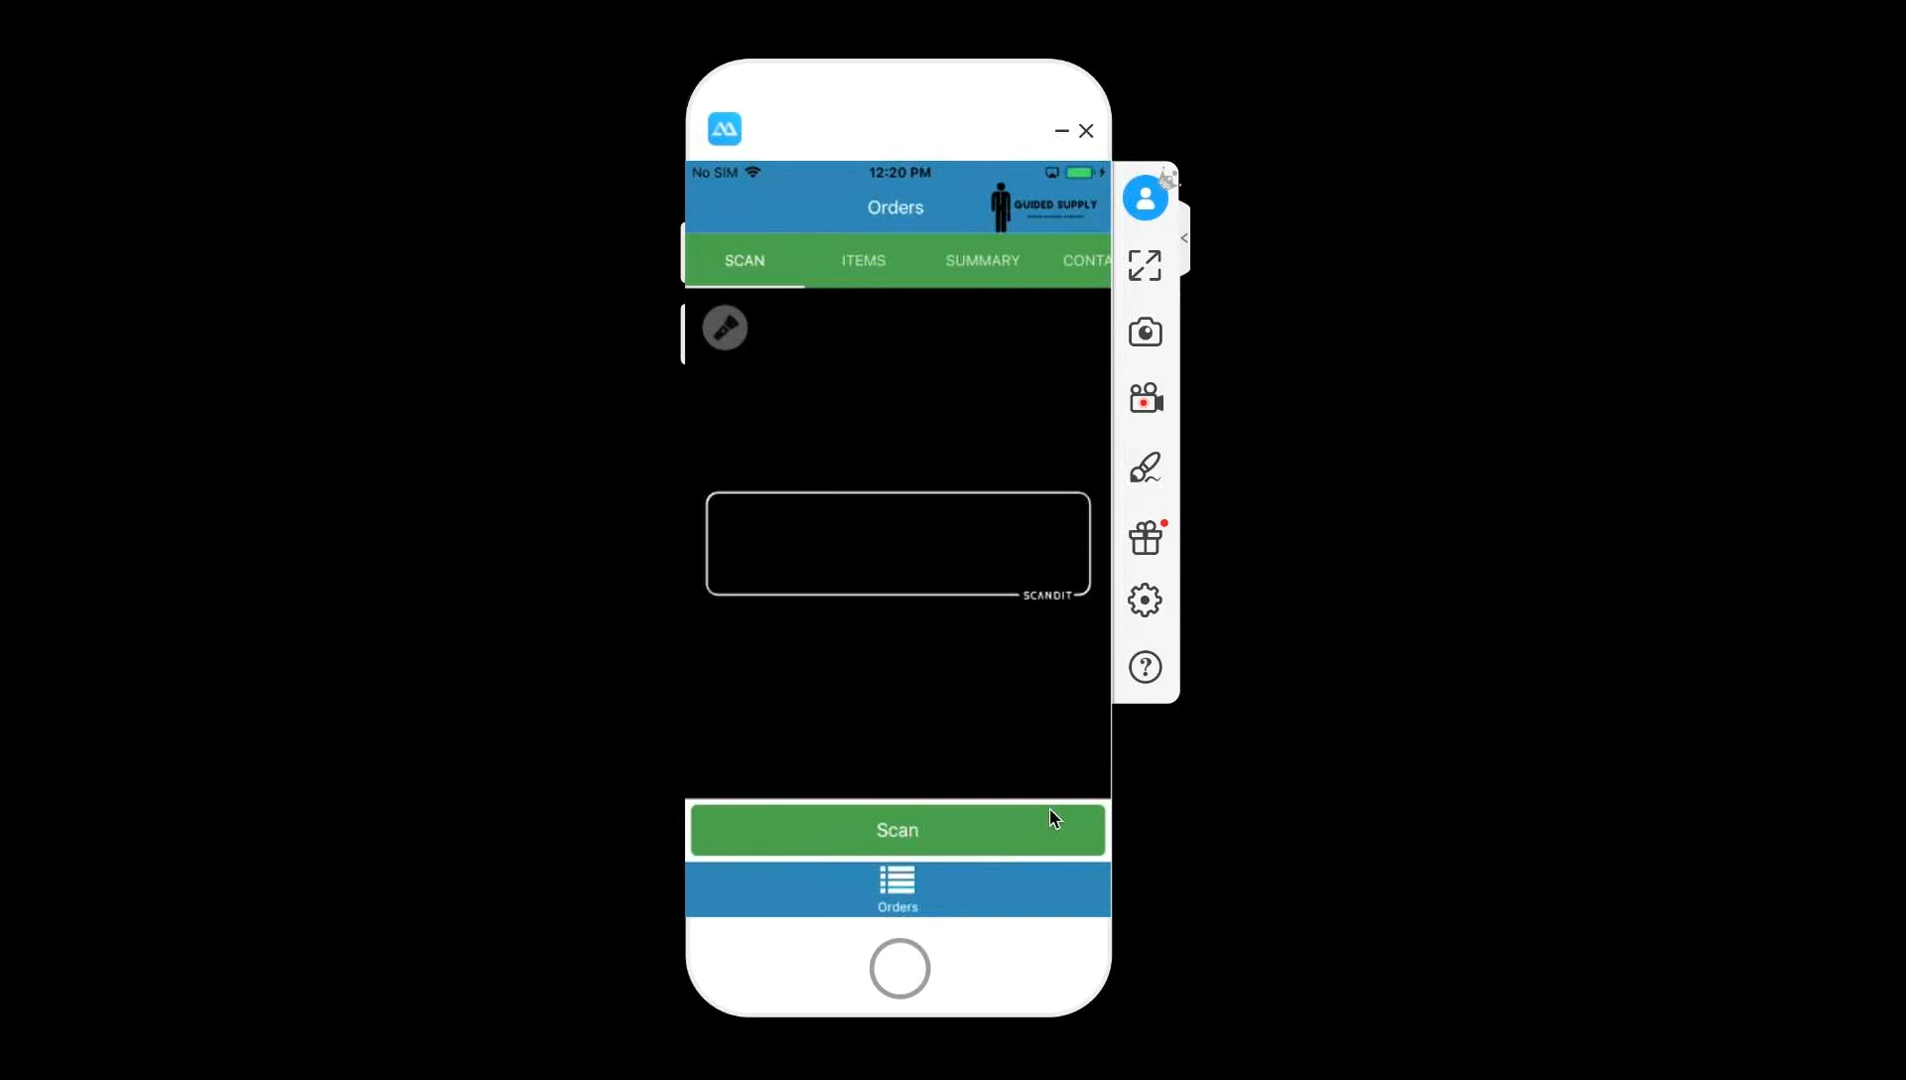 No SIM
12:20 PM
Orders
GUIDED SUPPLY
SCAN
ITEMS
SUMMARY
CONTA
SCANDIT
Scan
Orders